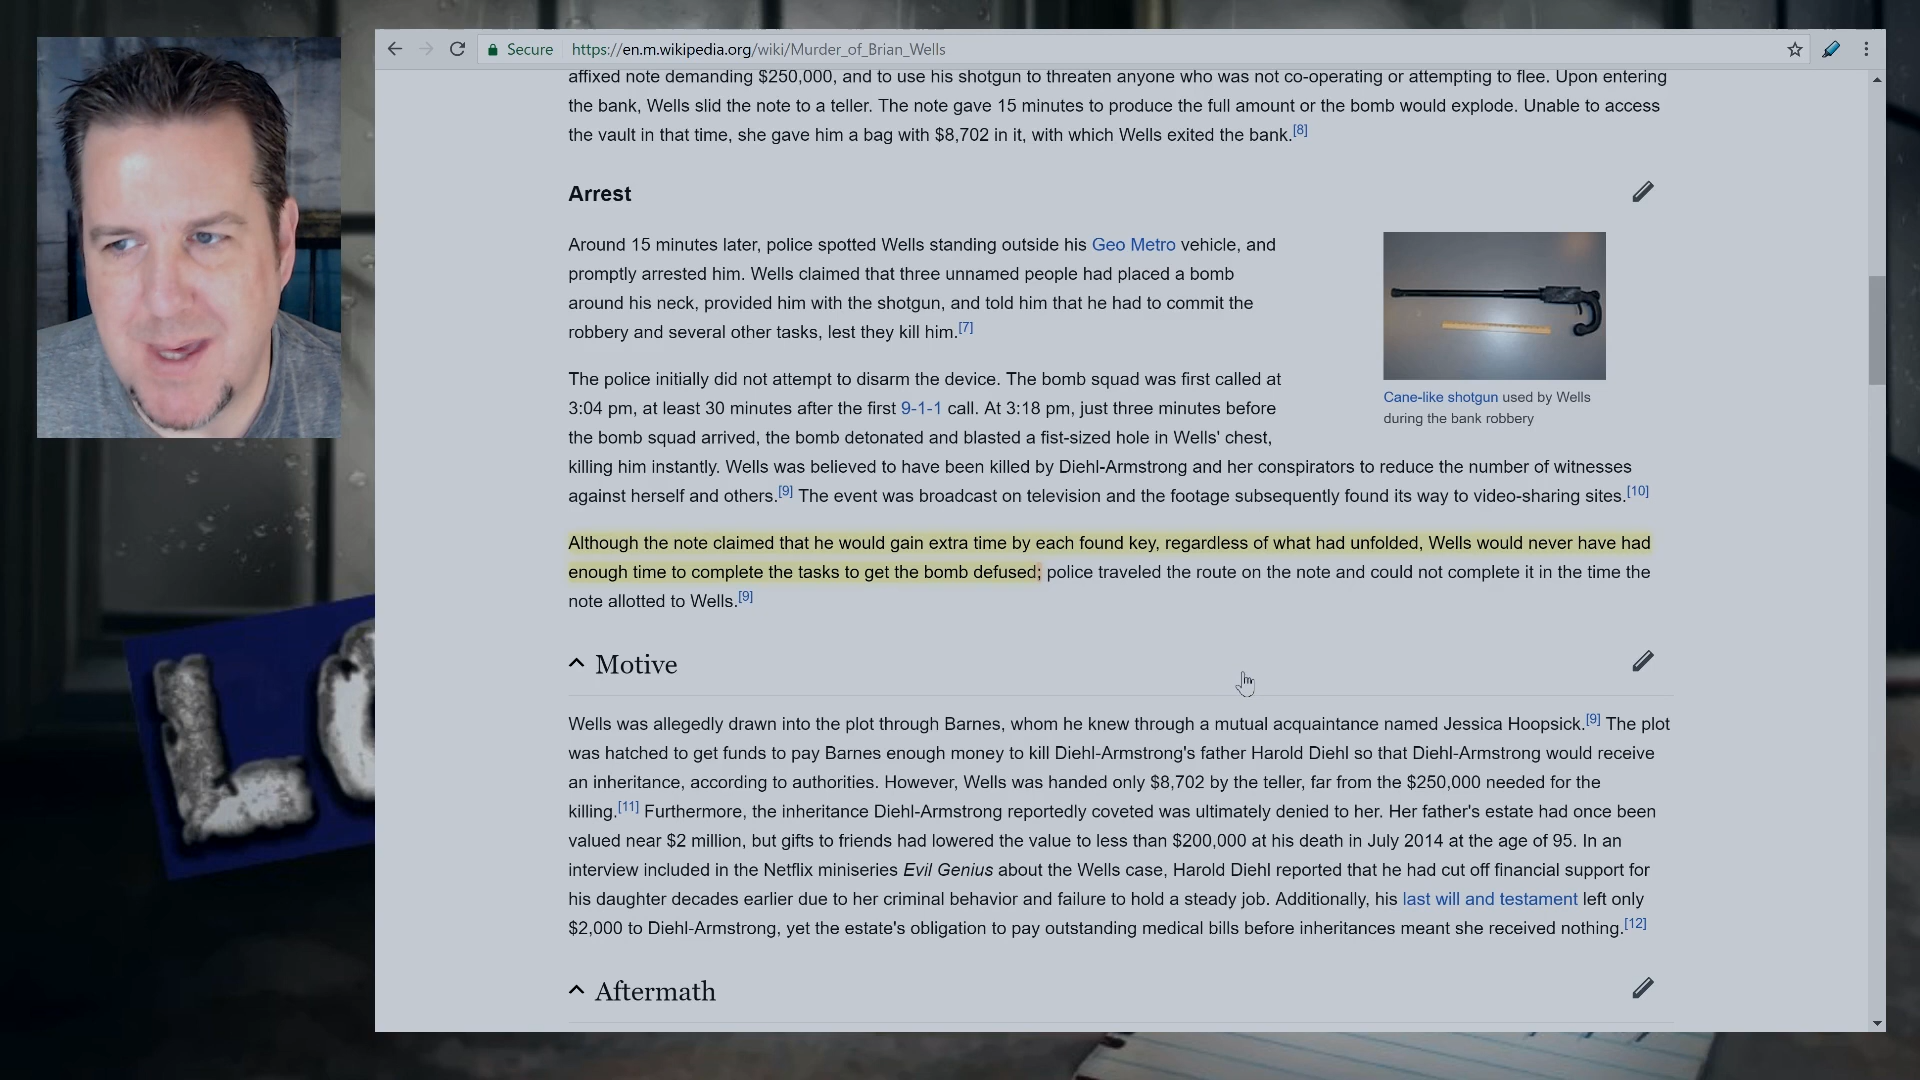 Secure https://en.m.wikipedia.org/wiki/Murder_of_Brian_Wells
affixed note demanding $250,000, and to use his shotgun to threaten anyone who was not co-operating or attempting to flee. Upon entering
the bank, Wells slid the note to a teller. The note gave 15 minutes to produce the full amount or the bomb would explode. Unable to access
the vault in that time, she gave him a bag with $8,702 in it, with which Wells exited the bank.[8]
Arrest
Around 15 minutes later, police spotted Wells standing outside his Geo Metro vehicle, and
promptly arrested him. Wells claimed that three unnamed people had placed a bomb
around his neck, provided him with the shotgun, and told him that he had to commit the
robbery and several other tasks, lest they kill him.[7]
Cane-like shotgun used by Wells
during the bank robbery
The police initially did not attempt to disarm the device. The bomb squad was first called at
3:04 pm, at least 30 minutes after the first 9-1-1 call. At 3:18 pm, just three minutes before
the bomb squad arrived, the bomb detonated and blasted a fist-sized hole in Wells' chest,
killing him instantly. Wells was believed to have been killed by Diehl-Armstrong and her conspirators to reduce the number of witnesses
against herself and others.[9] The event was broadcast on television and the footage subsequently found its way to video-sharing sites.[10]
Although the note claimed that he would gain extra time by each found key, regardless of what had unfolded, Wells would never have had
enough time to complete the tasks to get the bomb defused; police traveled the route on the note and could not complete it in the time the
note allotted to Wells.[9]
Motive
Wells was allegedly drawn into the plot through Barnes, whom he knew through a mutual acquaintance named Jessica Hoopsick.[9] The plot
was hatched to get funds to pay Barnes enough money to kill Diehl-Armstrong's father Harold Diehl so that Diehl-Armstrong would receive
an inheritance, according to authorities. However, Wells was handed only $8,702 by the teller, far from the $250,000 needed for the
killing.[11] Furthermore, the inheritance Diehl-Armstrong reportedly coveted was ultimately denied to her. Her father's estate had once been
valued near $2 million, but gifts to friends had lowered the value to less than $200,000 at his death in July 2014 at the age of 95. In an
interview included in the Netflix miniseries Evil Genius about the Wells case, Harold Diehl reported that he had cut off financial support for
his daughter decades earlier due to her criminal behavior and failure to hold a steady job. Additionally, his last will and testament left only
$2,000 to Diehl-Armstrong, yet the estate's obligation to pay outstanding medical bills before inheritances meant she received nothing.[12]
Aftermath